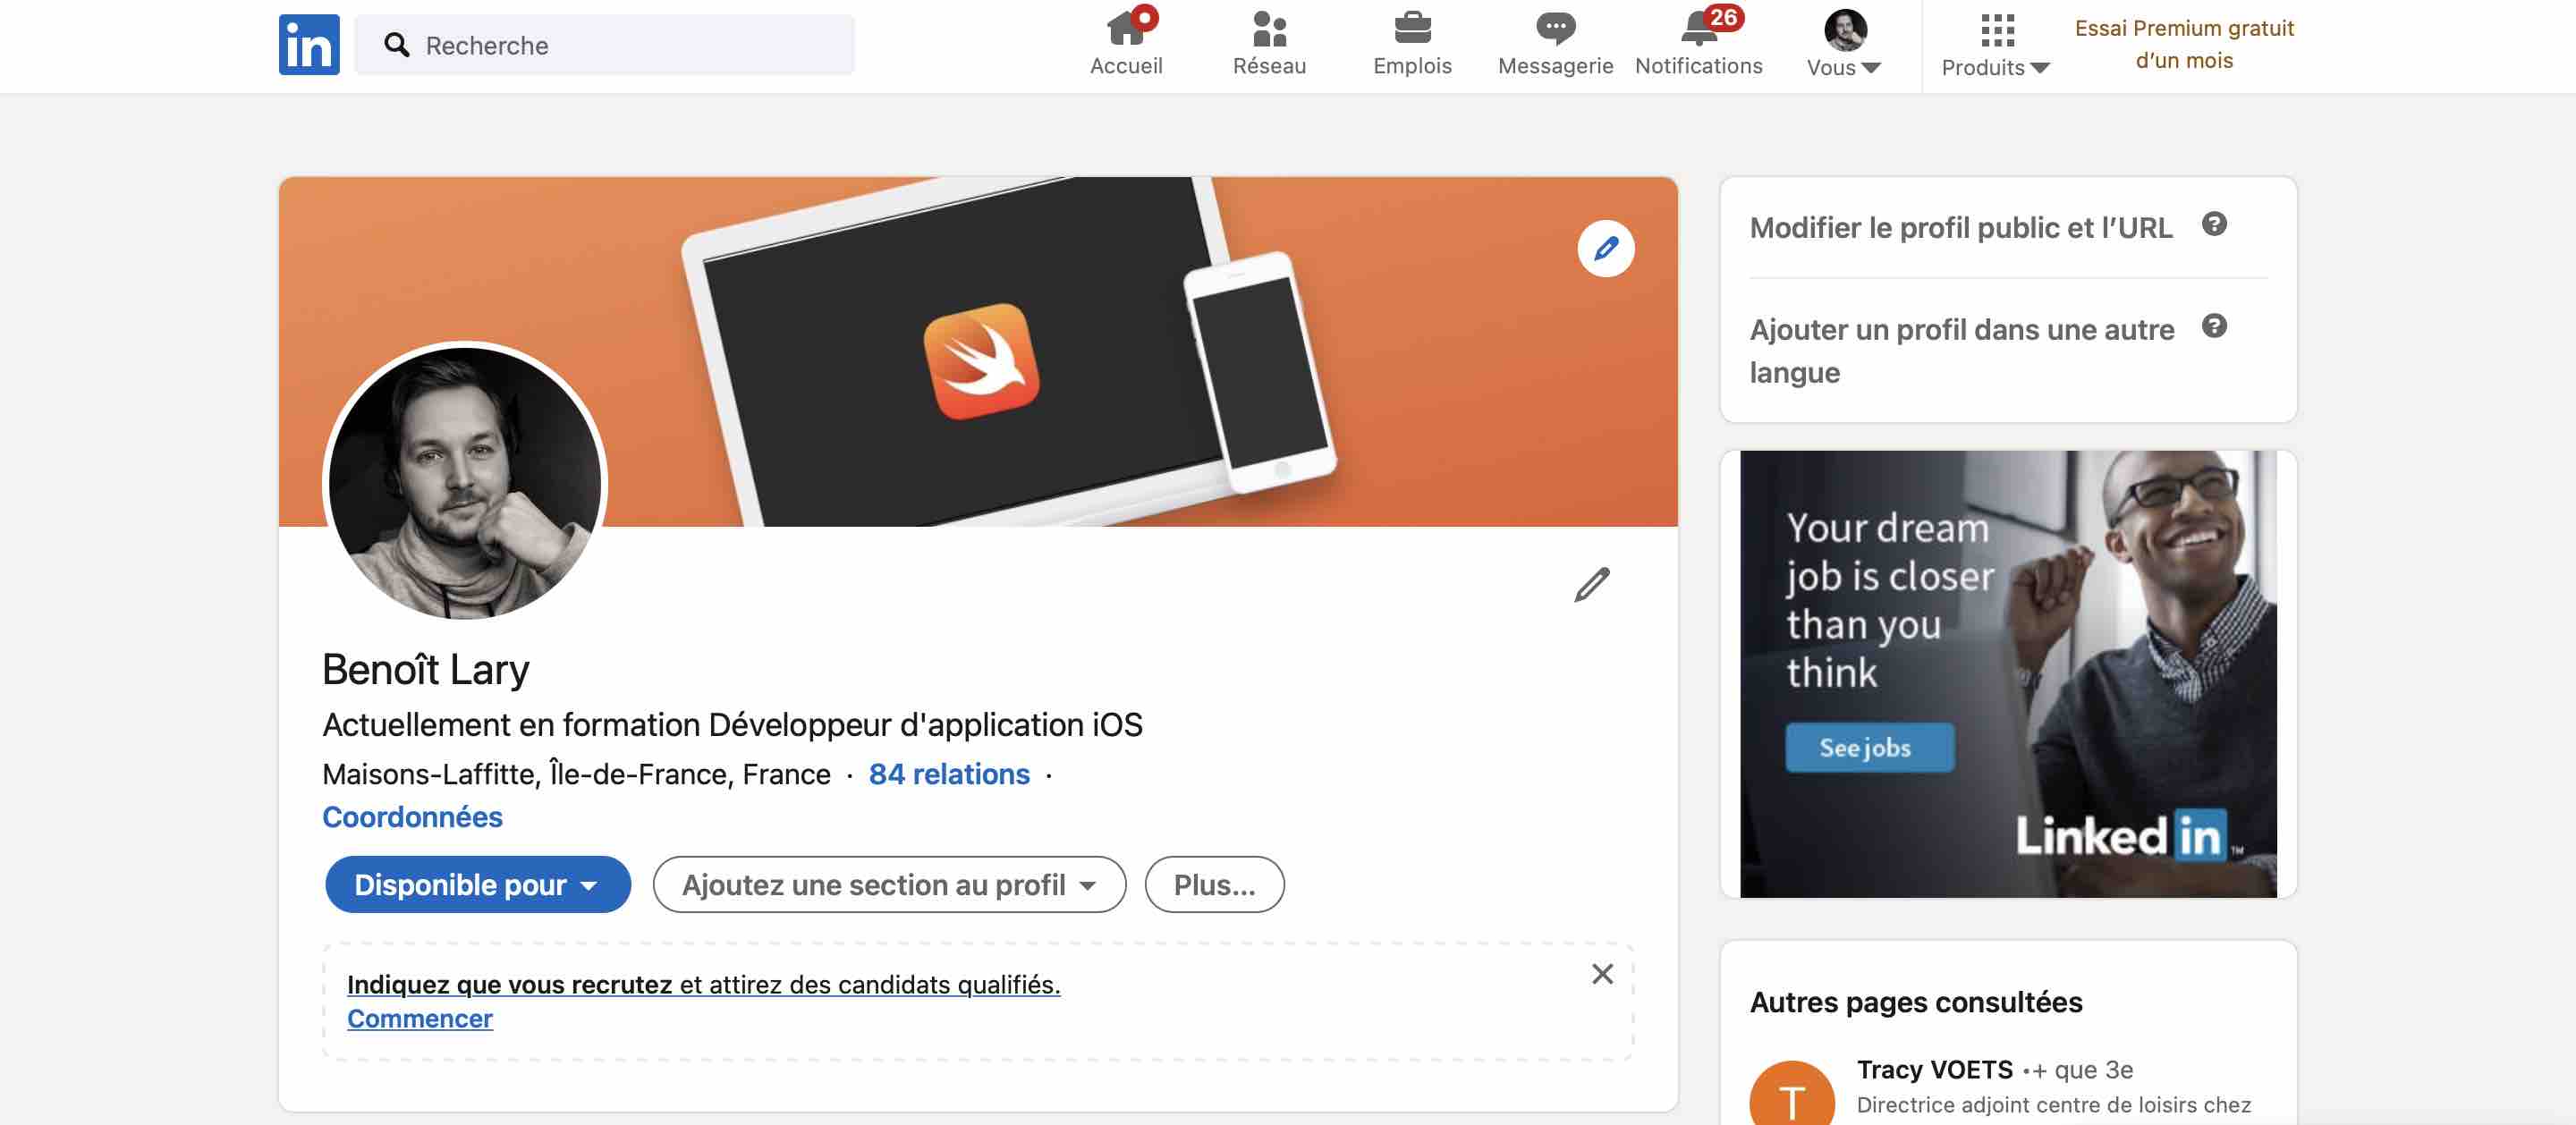 in
Recherche
Accueil
Réseau
Emplois
Messagerie
26
Notifications
Vous
Produits
Essai Premium gratuit
d’un mois
Benoît Lary
Actuellement en formation Développeur d'application iOS
Maisons-Laffitte, Île-de-France, France · 84 relations ·
Coordonnées
Disponible pour
Ajoutez une section au profil
Plus...
Indiquez que vous recrutez et attirez des candidats qualifiés.
Commencer
Modifier le profil public et l’URL ?
Ajouter un profil dans une autre ?
langue
Your dream
job is closer
than you
think
See jobs
Linked in ™
Autres pages consultées
T
Tracy VOETS •+ que 3e
Directrice adjoint centre de loisirs chez